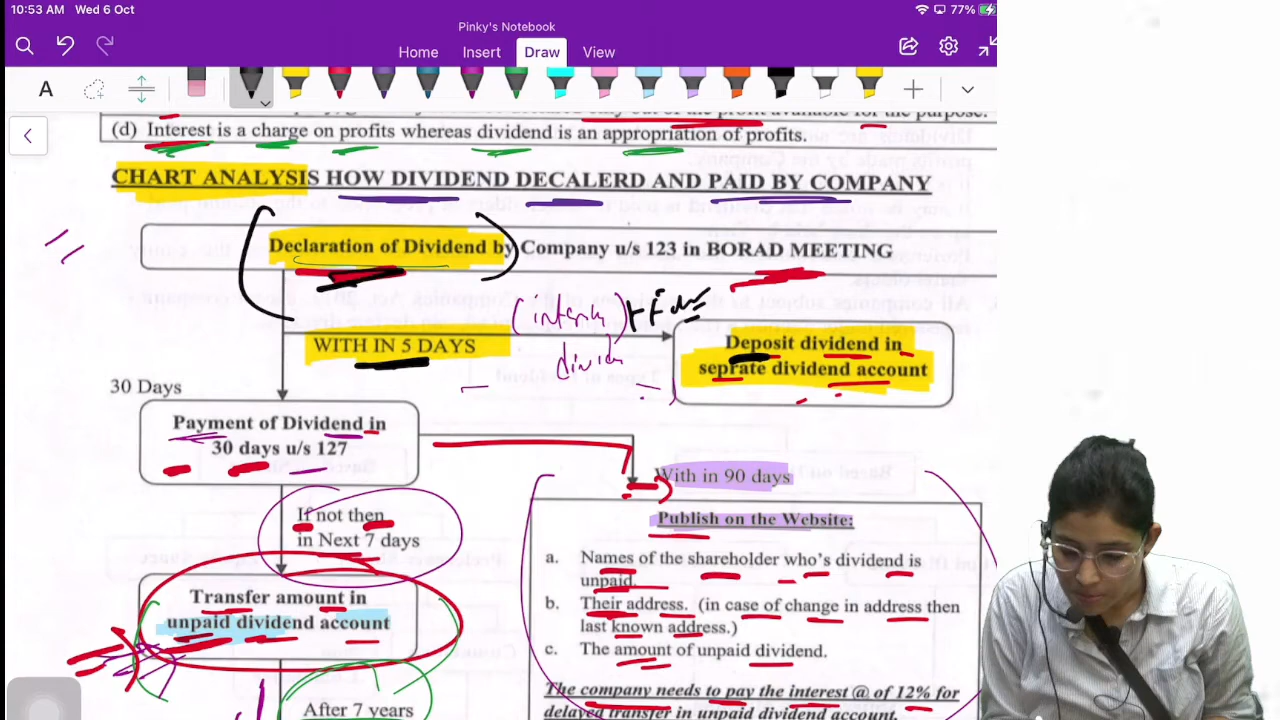 10:53 AM Wed 6 Oct
77%
Pinky's Notebook
Home Insert Draw View
A
(d) Interest is a charge on profits whereas dividend is an appropriation of profits.
CHART ANALYSIS HOW DIVIDEND DECALERD AND PAID BY COMPANY
Declaration of Dividend by Company u/s 123 in BORAD MEETING
(interim)
WITH IN 5 DAYS
divid
Deposit dividend in
seprate dividend account
30 Days
Payment of Dividend in
30 days u/s 127
With in 90 days
If not then
in Next 7 days
Publish on the Website:
a. Names of the shareholder who's dividend is
unpaid.
b. Their address. (in case of change in address then
last known address.)
c. The amount of unpaid dividend.
Transfer amount in
unpaid dividend account
The company needs to pay the interest @ of 12% for
delayed transfer in unpaid dividend account.
After 7 years